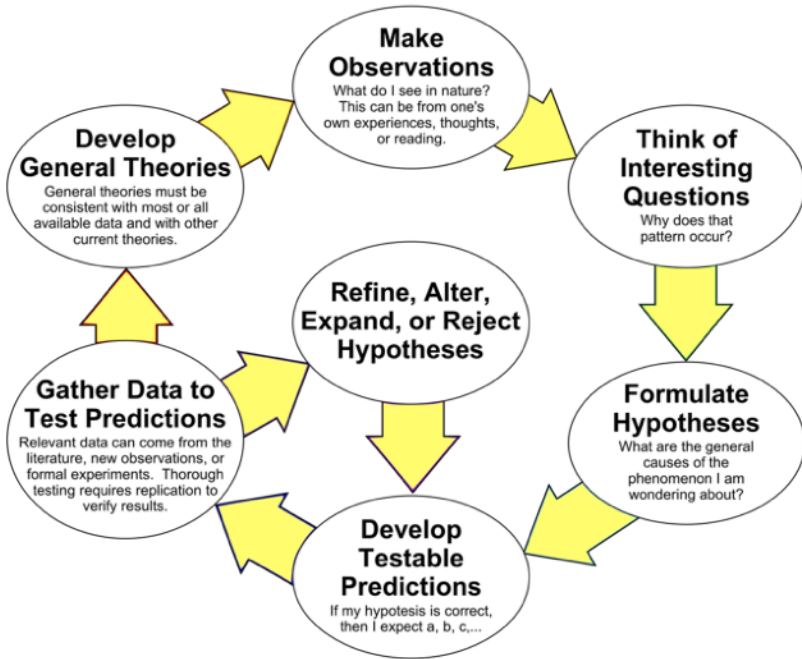 Make
Observations
What do I see in nature?
This can be from one's
own experiences, thoughts,
or reading.
Think of
Interesting
Questions
Why does that
pattern occur?
Formulate
Hypotheses
What are the general
causes of the
phenomenon I am
wondering about?
Develop
Testable
Predictions
If my hypotesis is correct,
then I expect a, b, c,...
Gather Data to
Test Predictions
Relevant data can come from the
literature, new observations, or
formal experiments. Thorough
testing requires replication to
verify results.
Refine, Alter,
Expand, or Reject
Hypotheses
Develop
General Theories
General theories must be
consistent with most or all
available data and with other
current theories.